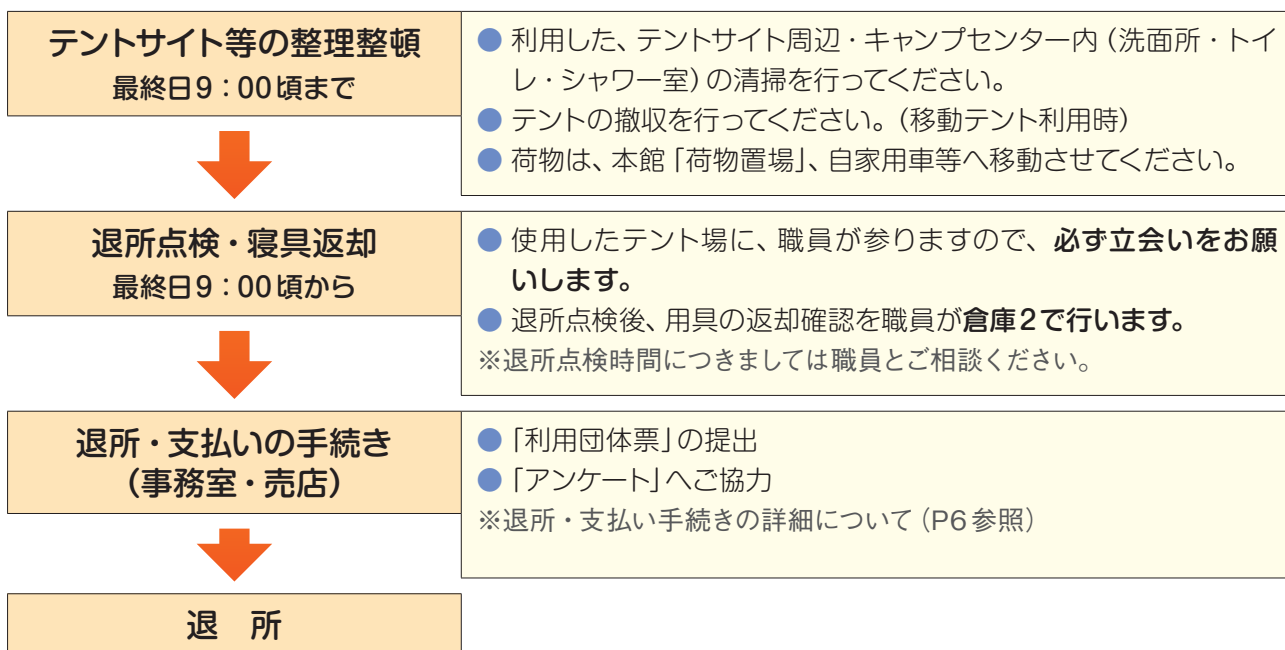 テントサイト等の整理整頓
最終日9：00頃まで
● 利用した、テントサイト周辺・キャンプセンター内（洗面所・トイ
レ・シャワー室）の清掃を行ってください。
● テントの撤収を行ってください。（移動テント利用時）
● 荷物は、本館「荷物置場」、自家用車等へ移動させてください。
退所点検・寝具返却
最終日9：00頃から
● 使用したテント場に、職員が参りますので、必ず立会いをお願
いします。
● 退所点検後、用具の返却確認を職員が倉庫2で行います。
※退所点検時間につきましては職員とご相談ください。
退所・支払いの手続き
（事務室・売店）
● 「利用団体票」の提出
● 「アンケート」へご協力
※退所・支払い手続きの詳細について（P6参照）
退　所